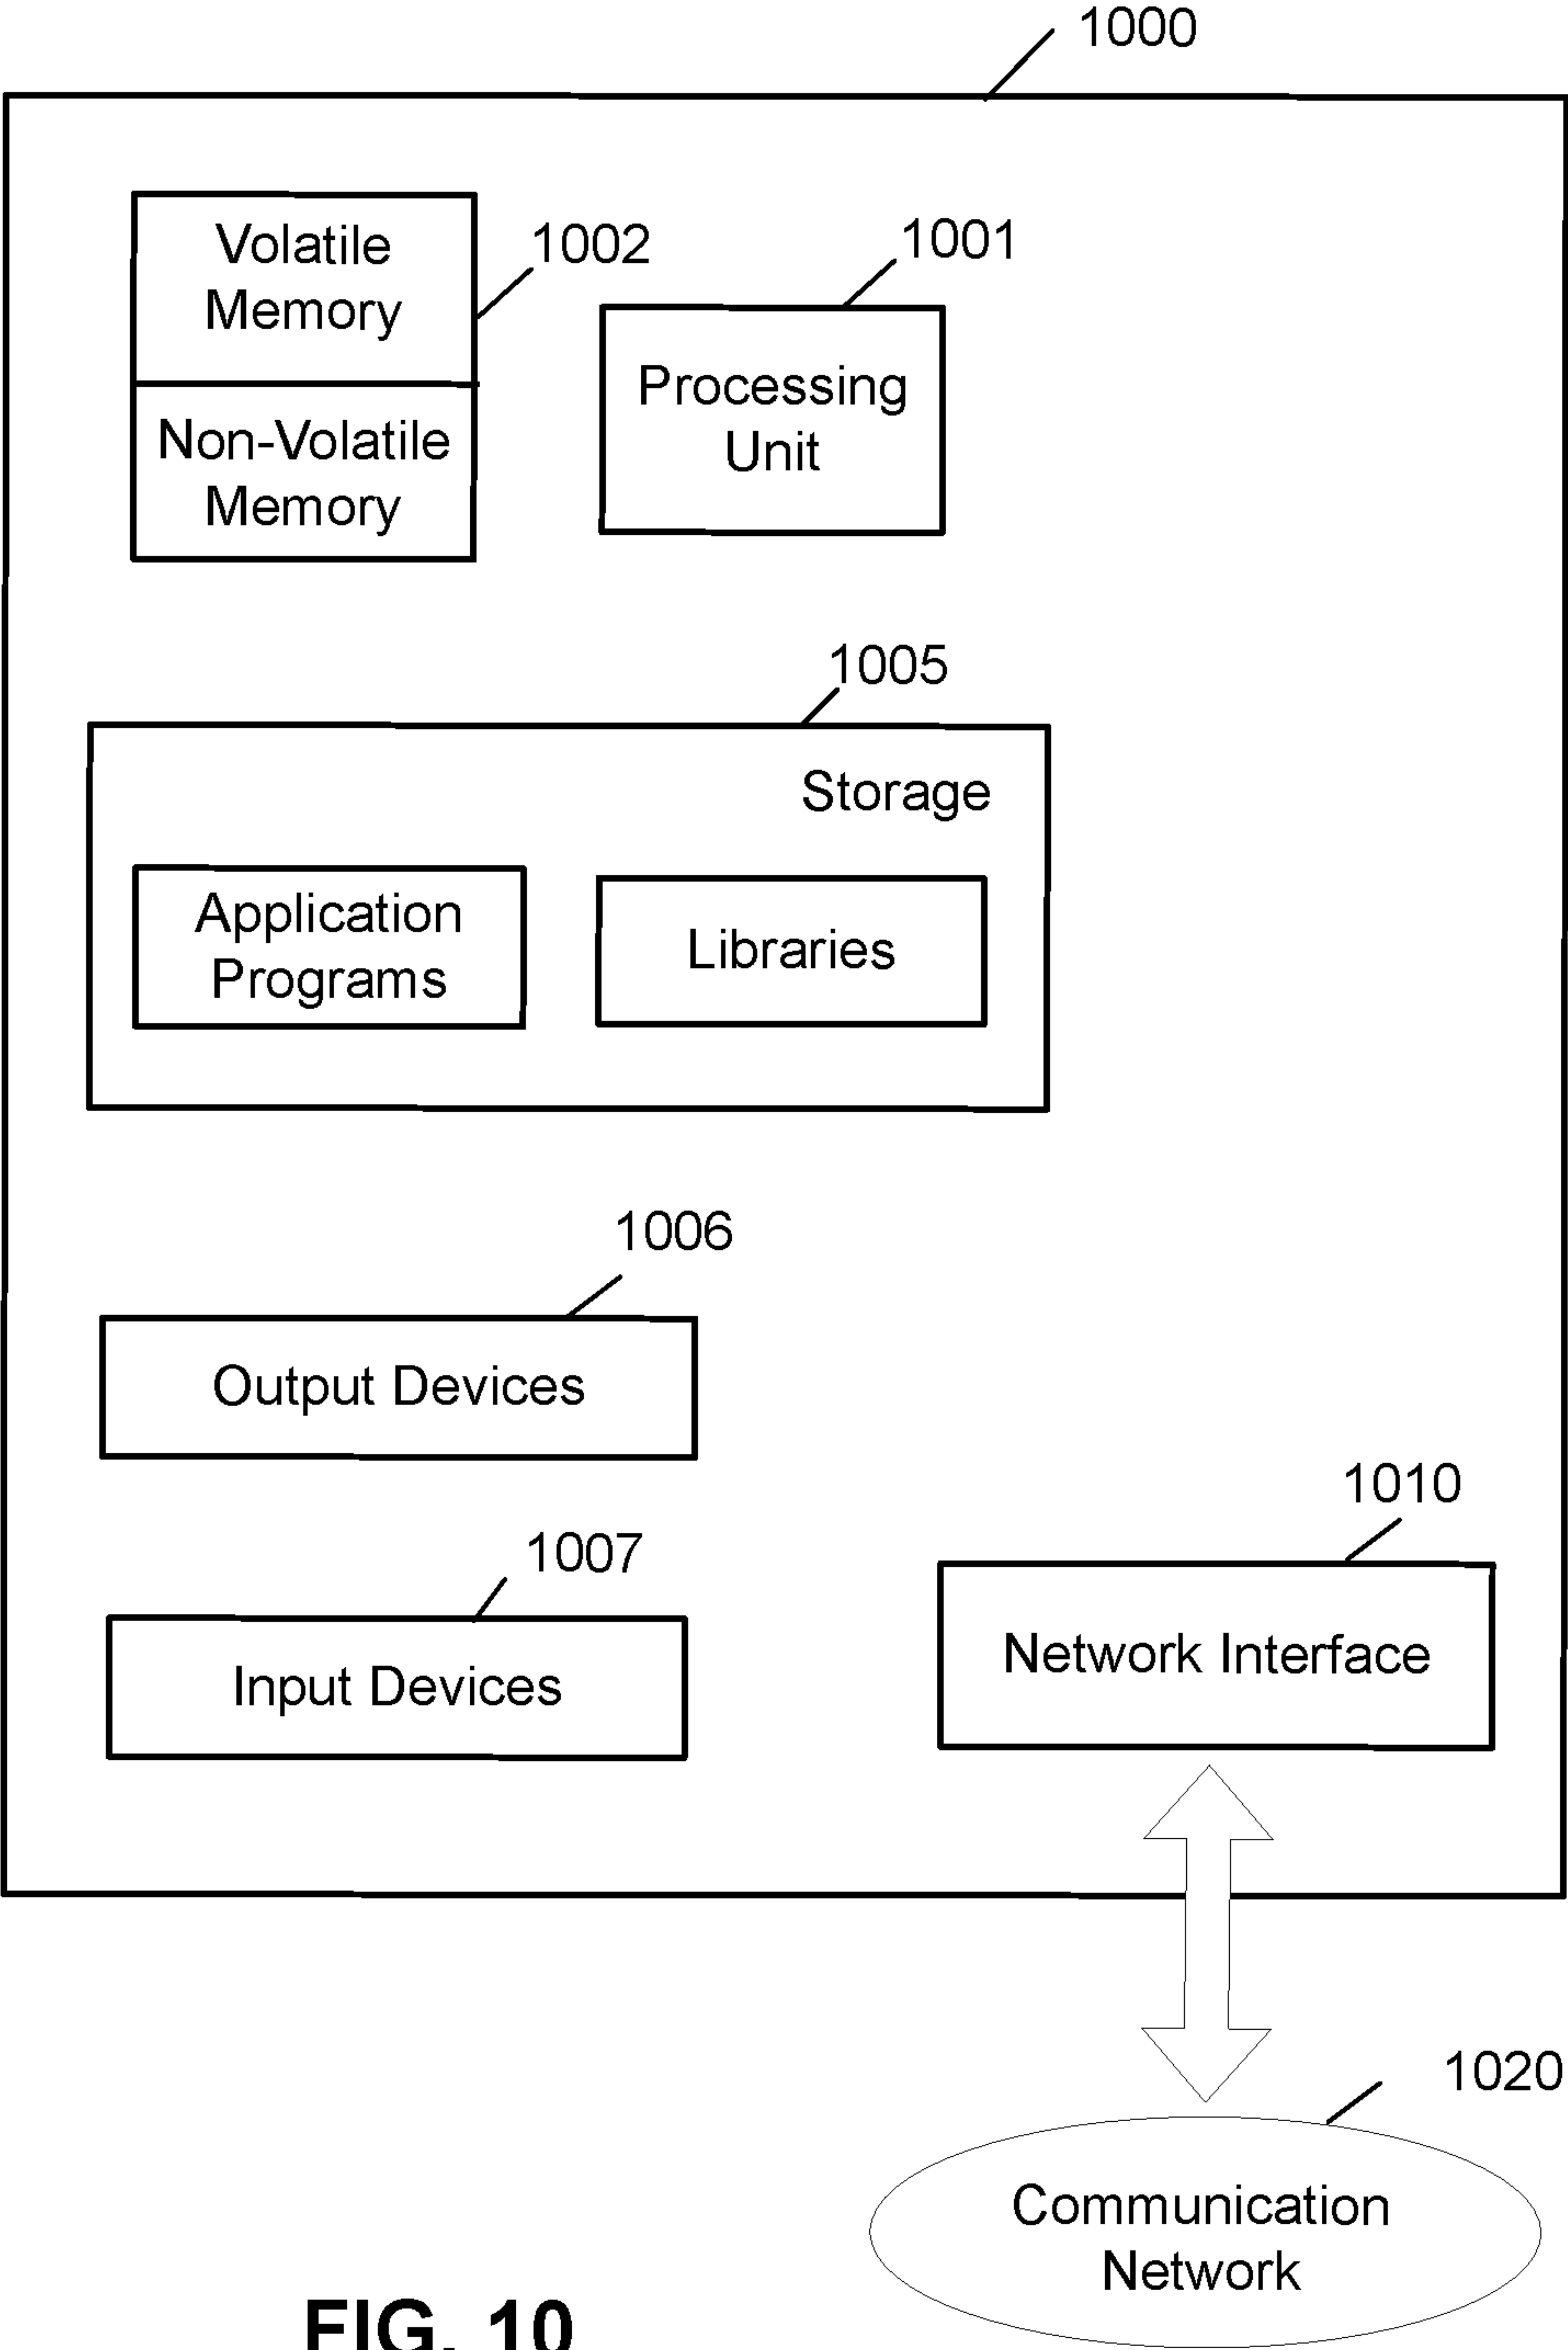 1000
Volatile
Memory
1002
1001
Processing
Unit
Non-Volatile
Memory
1005
Storage
Application
Programs
Libraries
1006
Output Devices
1010
1007
Network Interface
Input Devices
1020
Communication
Network
FIG. 10